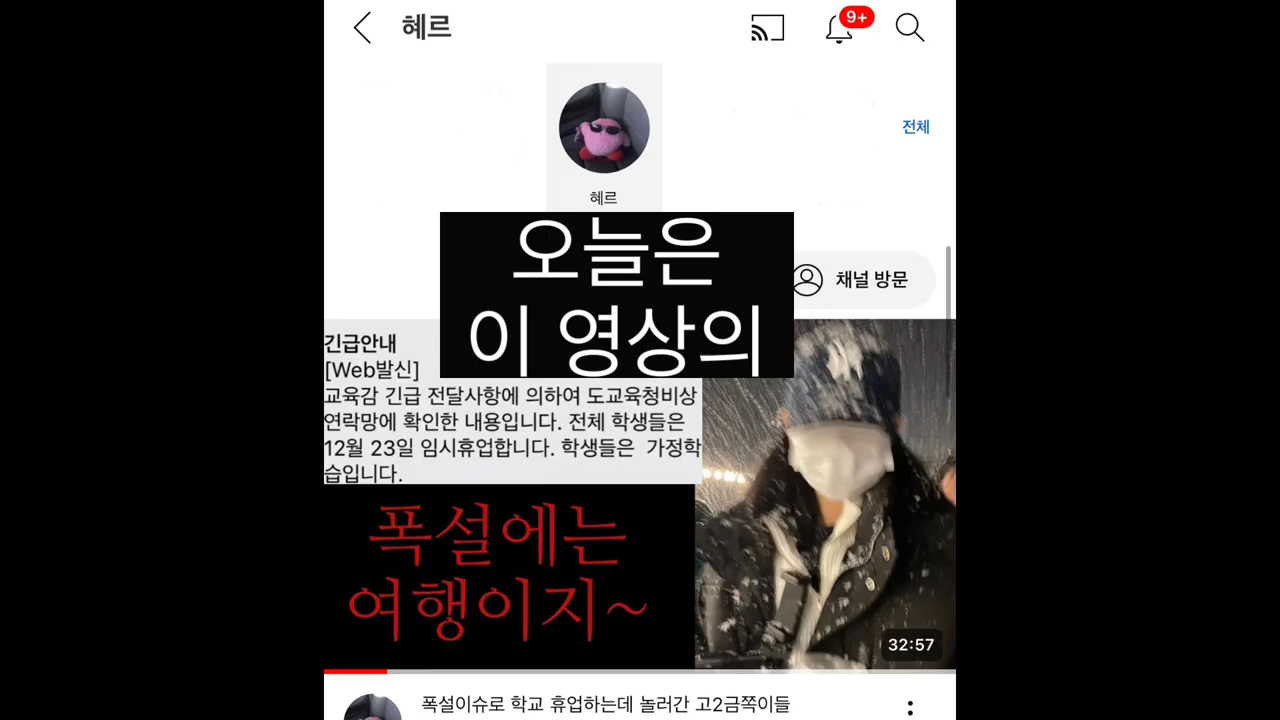 혜르
9+
전체
혜르
오늘은
이 영상의
채널 방문
긴급안내
[Web발신]
교육감 긴급 전달사항에 의하여 도교육청비상
연락망에 확인한 내용입니다. 전체 학생들은
12월 23일 임시휴업합니다. 학생들은 가정학
습입니다.
폭설에는
여행이지~
32:57
폭설이슈로 학교 휴업하는데 놀러간 고2금쪽이들